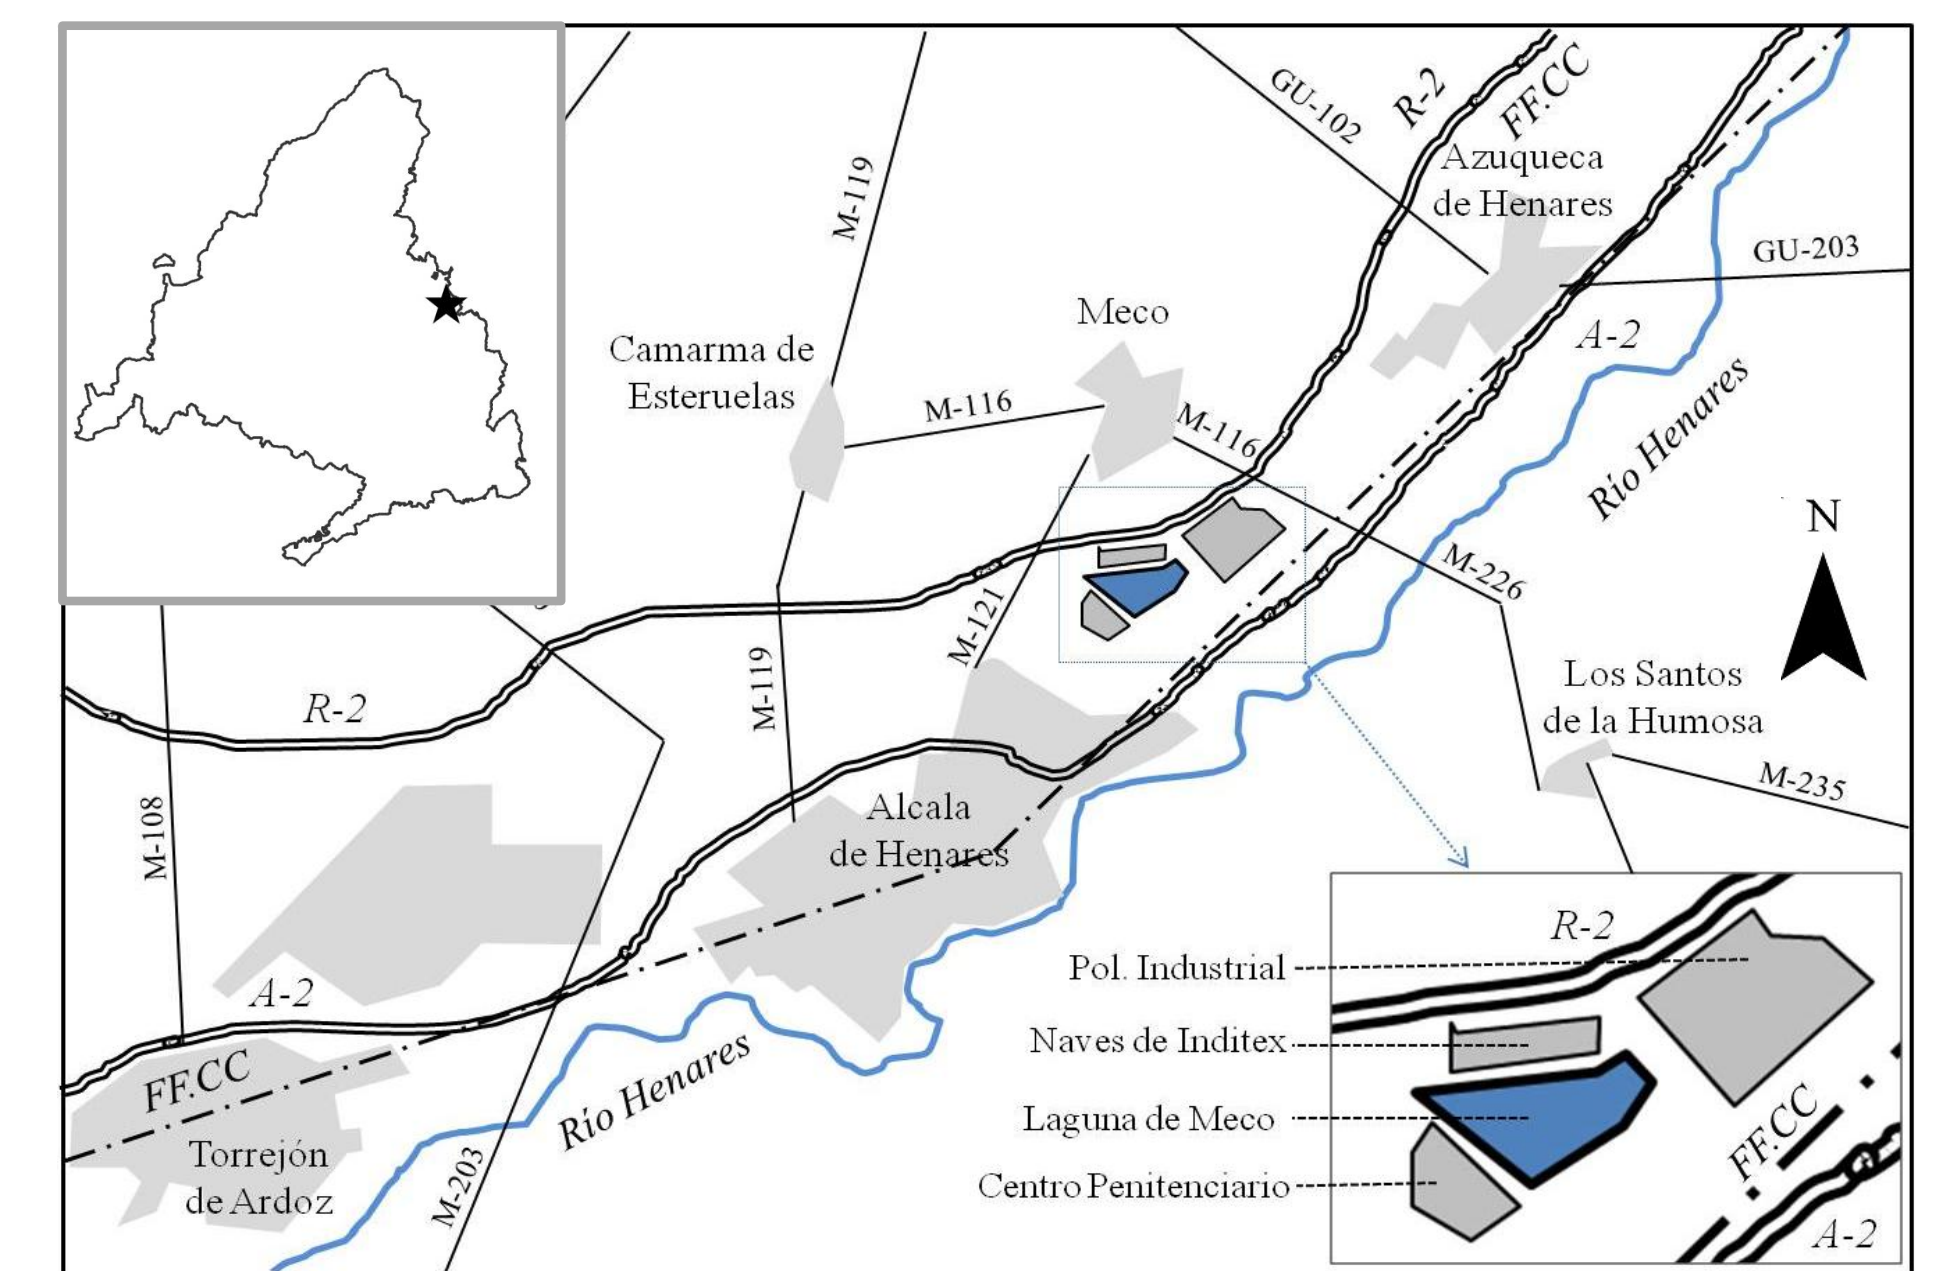 R-2
FF.CC
GU-102
Azuqueca
de Henares
M-119
GU-203
A-2
Meco
Camarma de
Esteruelas
M-116
M-116
Río Henares
N
M-226
M-121
M-119
Los Santos
de la Humosa
R-2
M-235
M-108
Alcala
de Henares
A-2
R-2
Pol. Industrial
Naves de Inditex
FF.CC
Río Henares
Laguna de Meco
FF.CC
Torrejón
de Ardoz
M-203
Centro Penitenciario
A-2